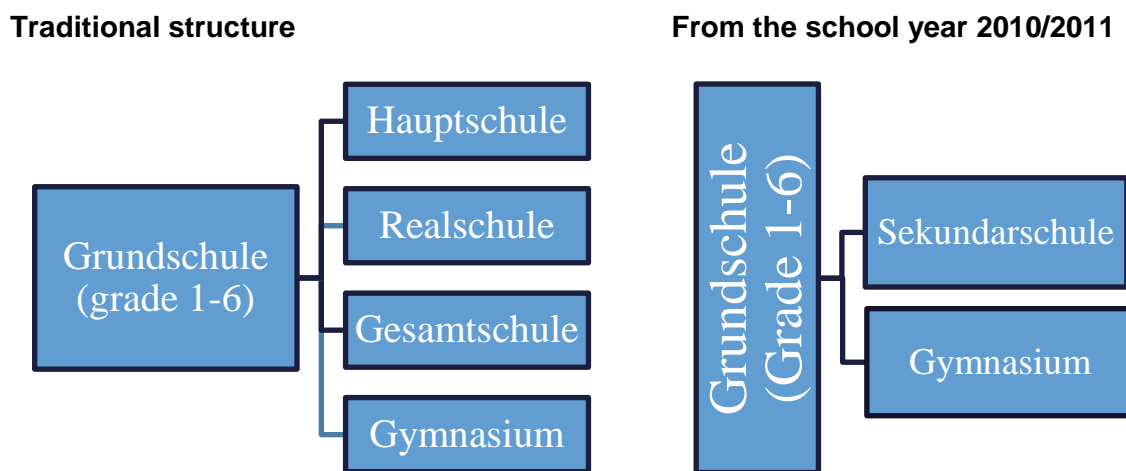 Traditional structure
From the school year 2010/2011
Grundschule
(grade 1-6)
Hauptschule
Realschule
Gesamtschule
Gymnasium
Grundschule
(Grade 1-6)
Sekundarschule
Gymnasium